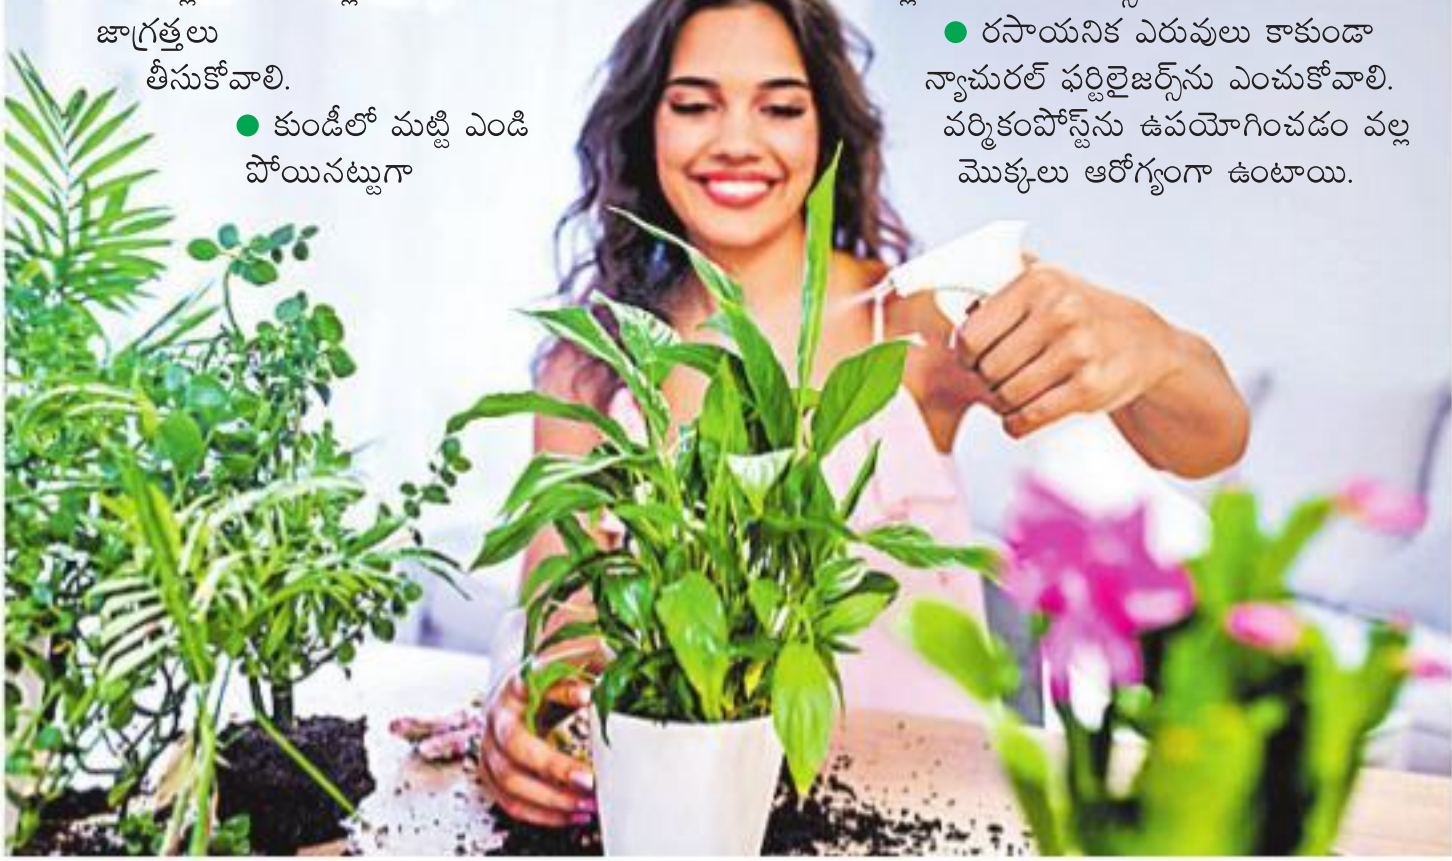 జాగ్రత్తలు
తీసుకోవాలి.
● కుండీలో మట్టి ఎండి
పోయినట్టుగా
● రసాయనిక ఎరువులు కాకుండా
న్యాచురల్ ఫర్టిలైజర్స్‌ను ఎంచుకోవాలి.
వర్మికంపోస్ట్‌ను ఉపయోగించడం వల్ల
మొక్కలు ఆరోగ్యంగా ఉంటాయి.